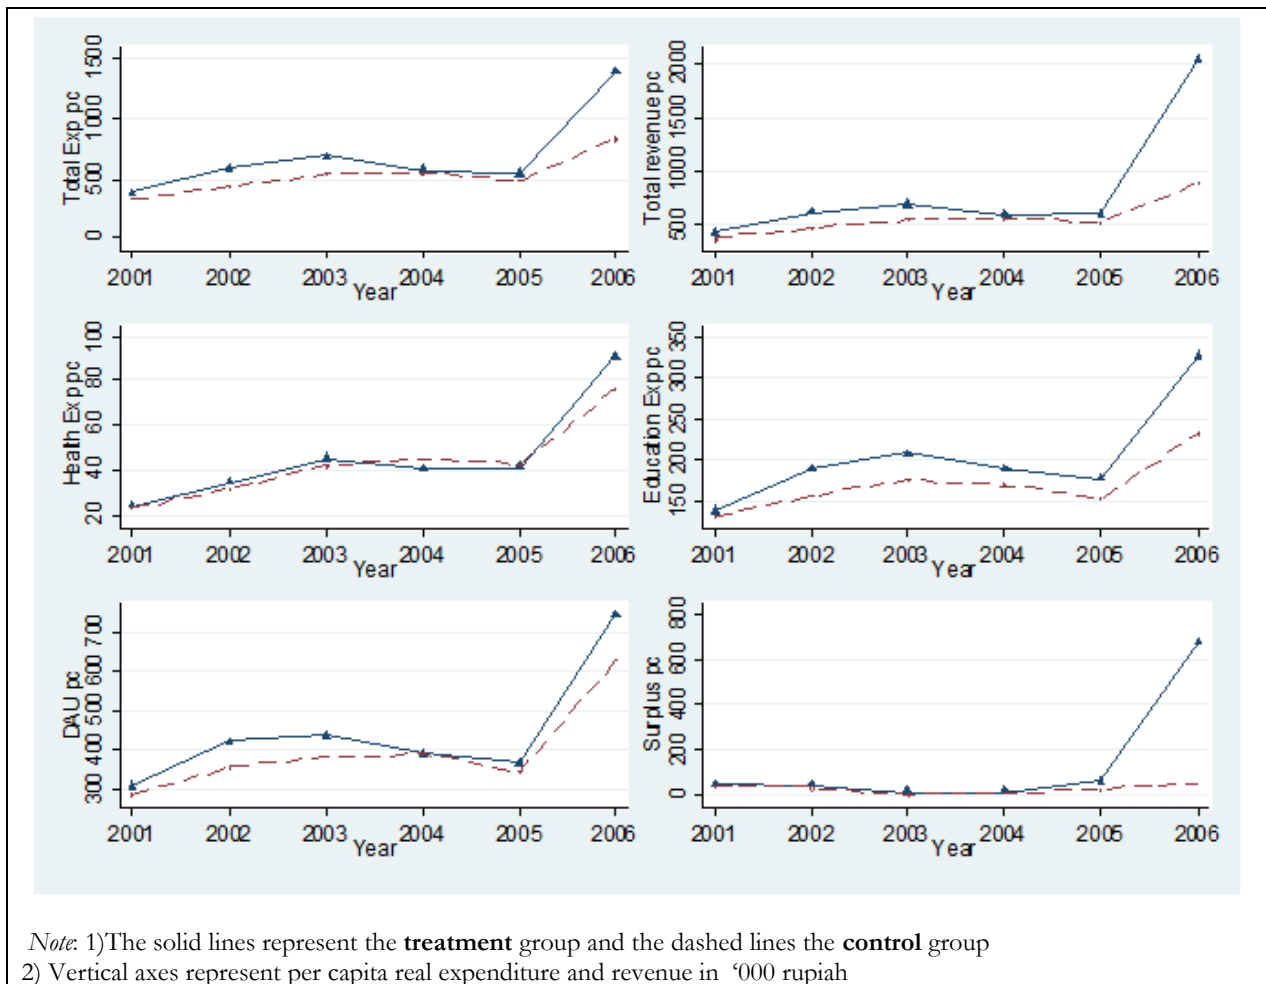 Total Exp pc
1500
1000
500
0
2001 2002 2003 2004 2005 2006
Year
Total revenue pc
2000
1500
1000
500
2001 2002 2003 2004 2005 2006
Year
Health Exp pc
100
80
60
40
20
2001 2002 2003 2004 2005 2006
Year
Education Exp pc
350
300
250
200
150
2001 2002 2003 2004 2005 2006
Year
DAU pc
700
600
500
400
300
2001 2002 2003 2004 2005 2006
Year
Surplus pc
800
600
400
200
0
2001 2002 2003 2004 2005 2006
Year
Note: 1)The solid lines represent the treatment group and the dashed lines the control group
2) Vertical axes represent per capita real expenditure and revenue in ‘000 rupiah